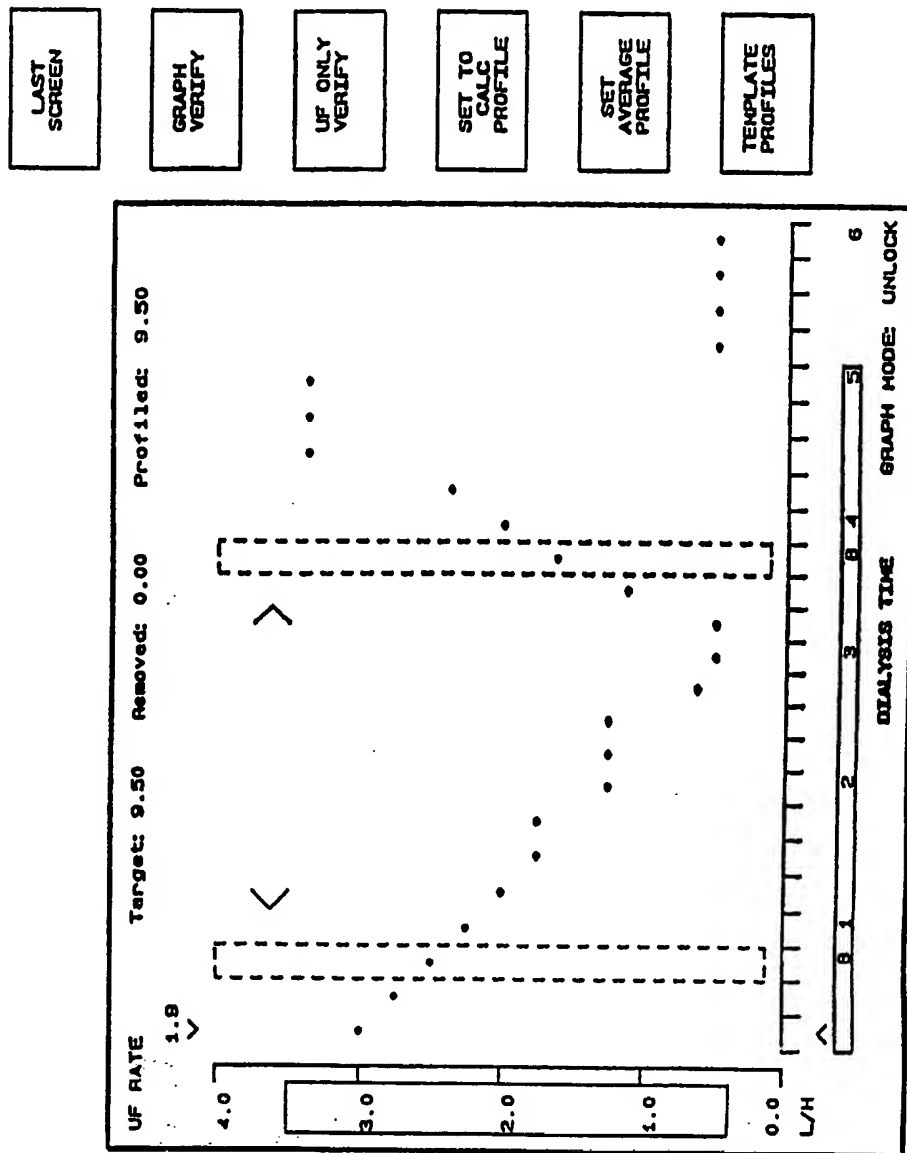 UF RATE
Target: 9.50
Removed: 0.00
Profiled: 9.50
1.9
4.0
3.0
2.0
1.0
0.0
L/H
B
1
2
3
B
4
5
6
DIALYSIS TIME
GRAPH MODE: UNLOCK
LAST
SCREEN
GRAPH
VERIFY
UF ONLY
VERIFY
SET TO
CALC
PROFILE
SET
AVERAGE
PROFILE
TEMPLATE
PROFILES